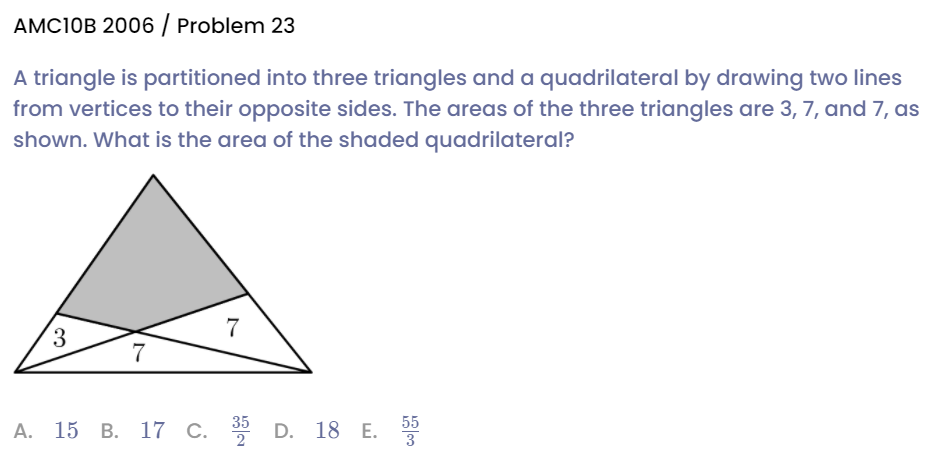 AMC10B 2006 / Problem 23
A triangle is partitioned into three triangles and a quadrilateral by drawing two lines
from vertices to their opposite sides. The areas of the three triangles are 3, 7, and 7, as
shown. What is the area of the shaded quadrilateral?
3
7
7
A. 15 B. 17 C. 35/2 D. 18 E. 55/3